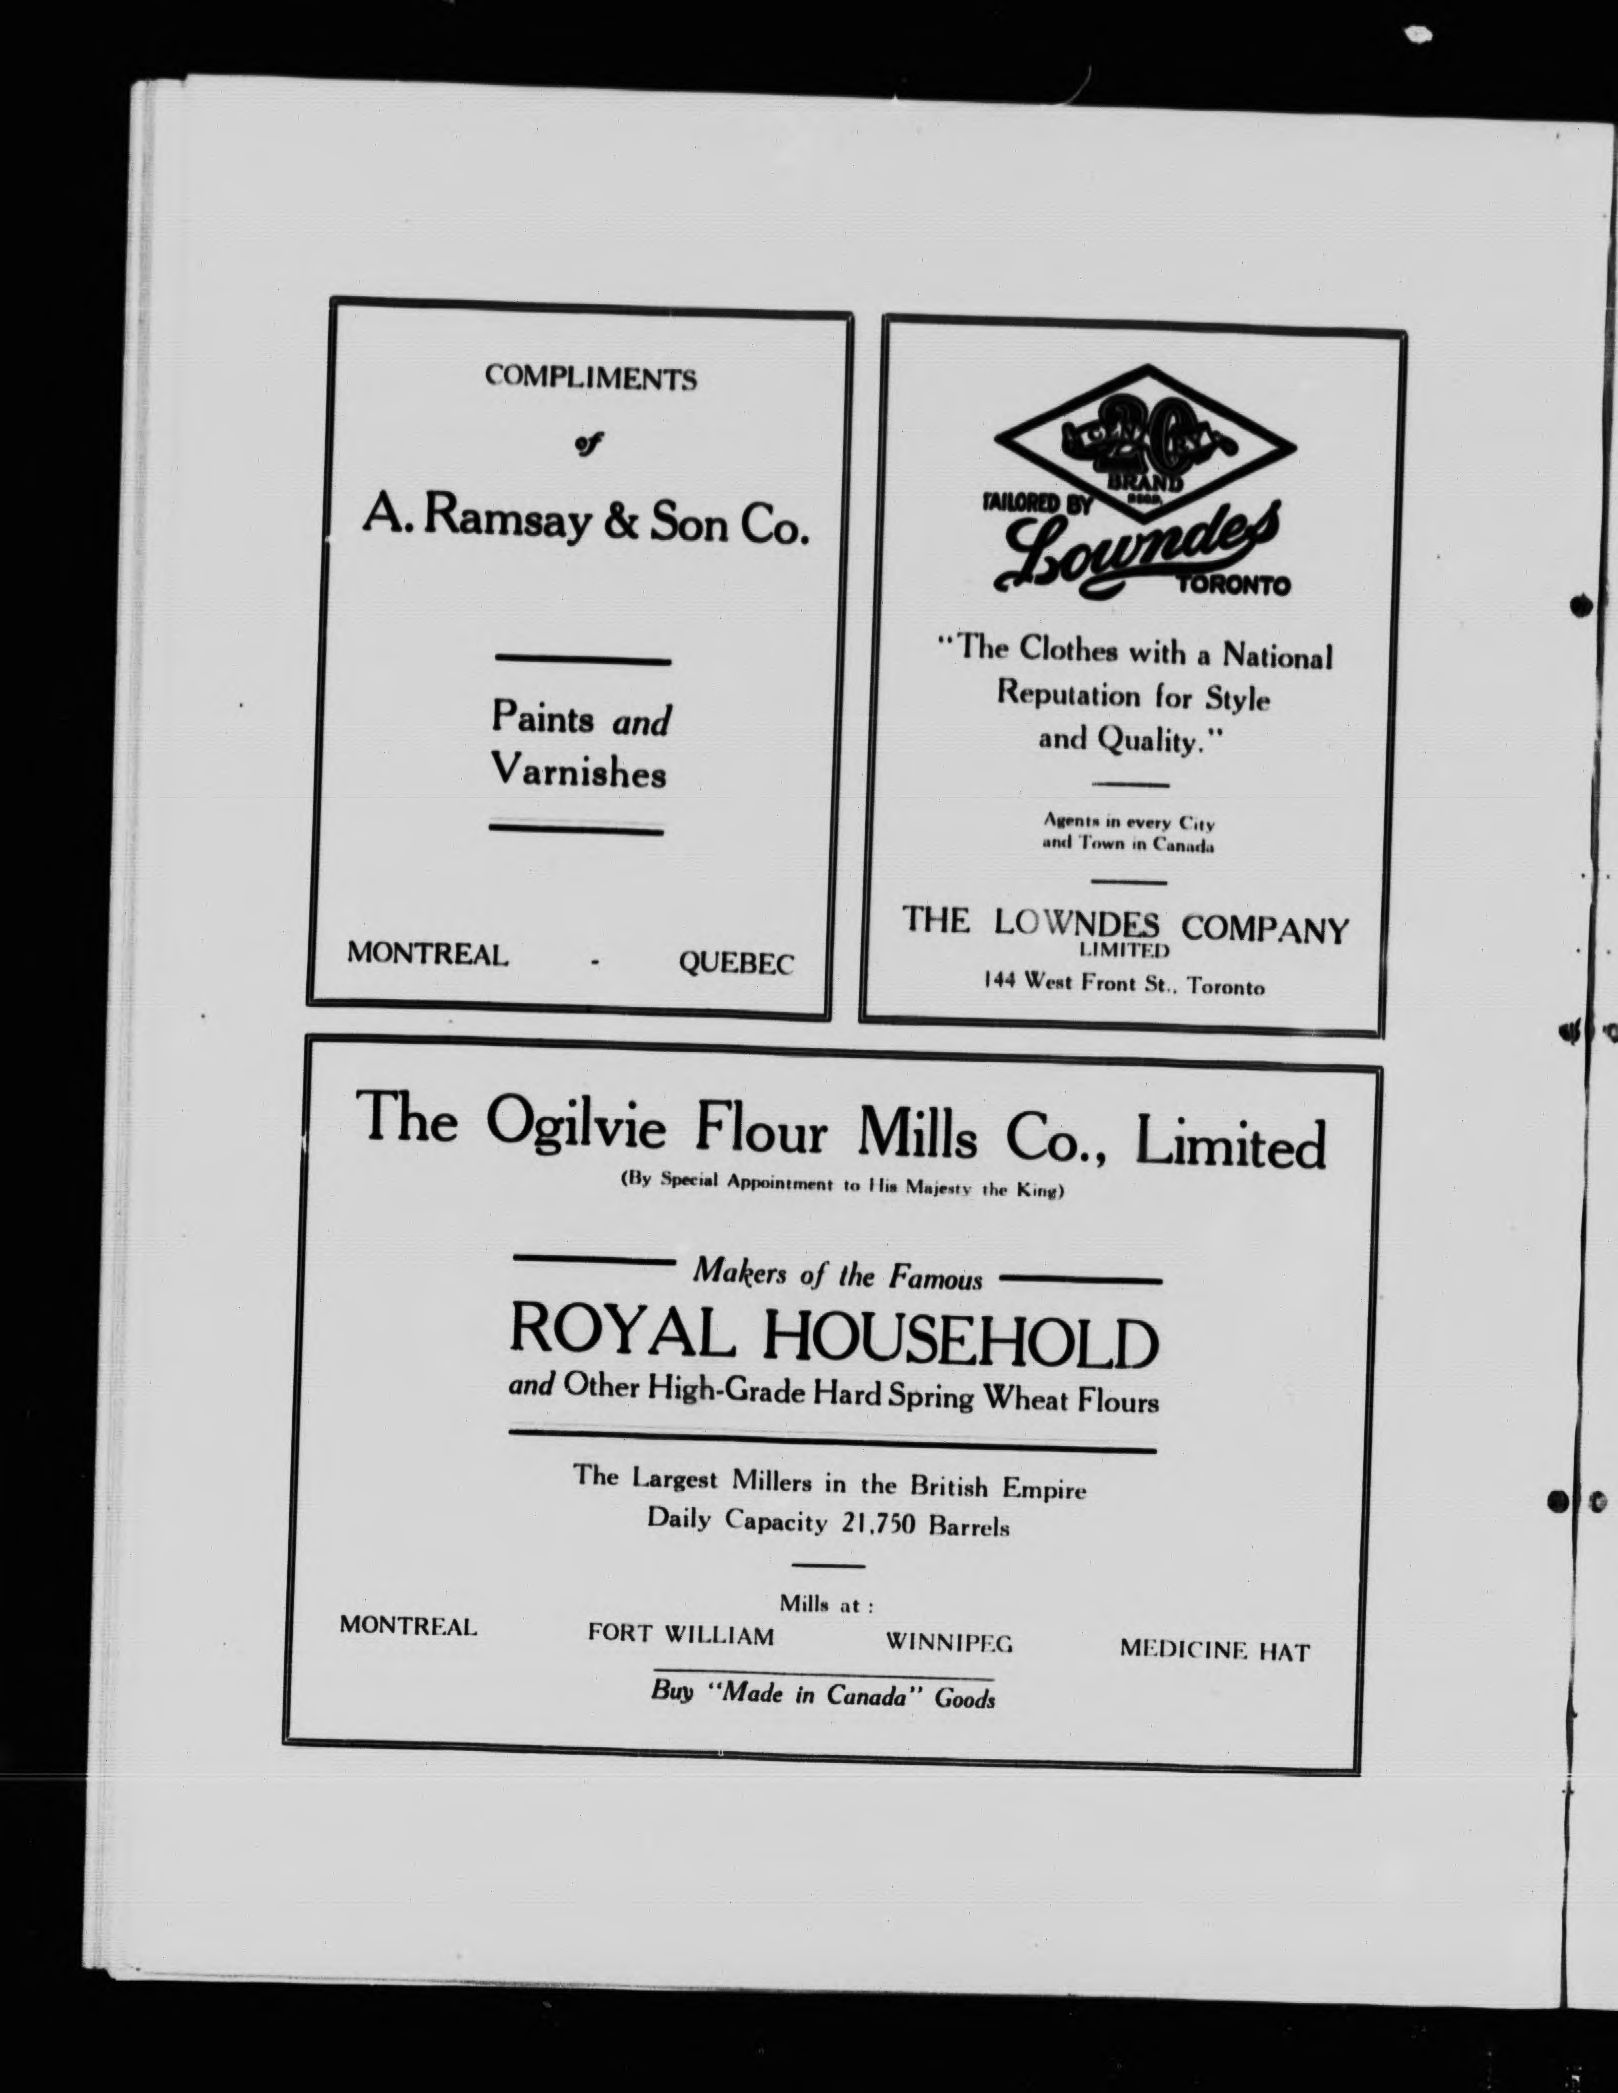 COMPLIMENTS
of
A. Ramsay & Son Co.
Paints and
Varnishes
MONTREAL - QUEBEC
20
CENT RY
BRAND
REGD.
TAILORED BY
Lowndes
TORONTO
"The Clothes with a National
Reputation for Style
and Quality."
Agents in every City
and Town in Canada
THE LOWNDES COMPANY
LIMITED
144 West Front St., Toronto
The Ogilvie Flour Mills Co., Limited
(By Special Appointment to His Majesty the King)
Makers of the Famous
ROYAL HOUSEHOLD
and Other High-Grade Hard Spring Wheat Flours
The Largest Millers in the British Empire
Daily Capacity 21,750 Barrels
Mills at :
MONTREAL FORT WILLIAM WINNIPEG MEDICINE HAT
Buy "Made in Canada" Goods